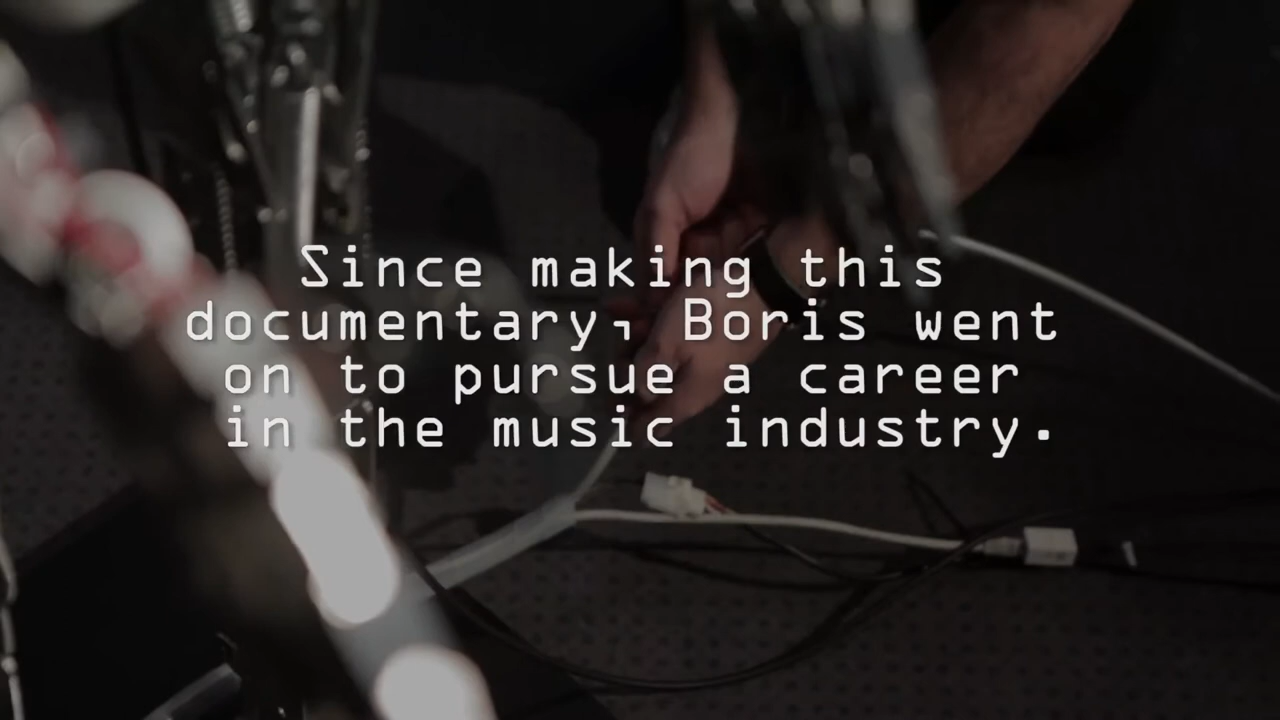 Since making this
documentary, Boris went
on to pursue a career
in the music industry.